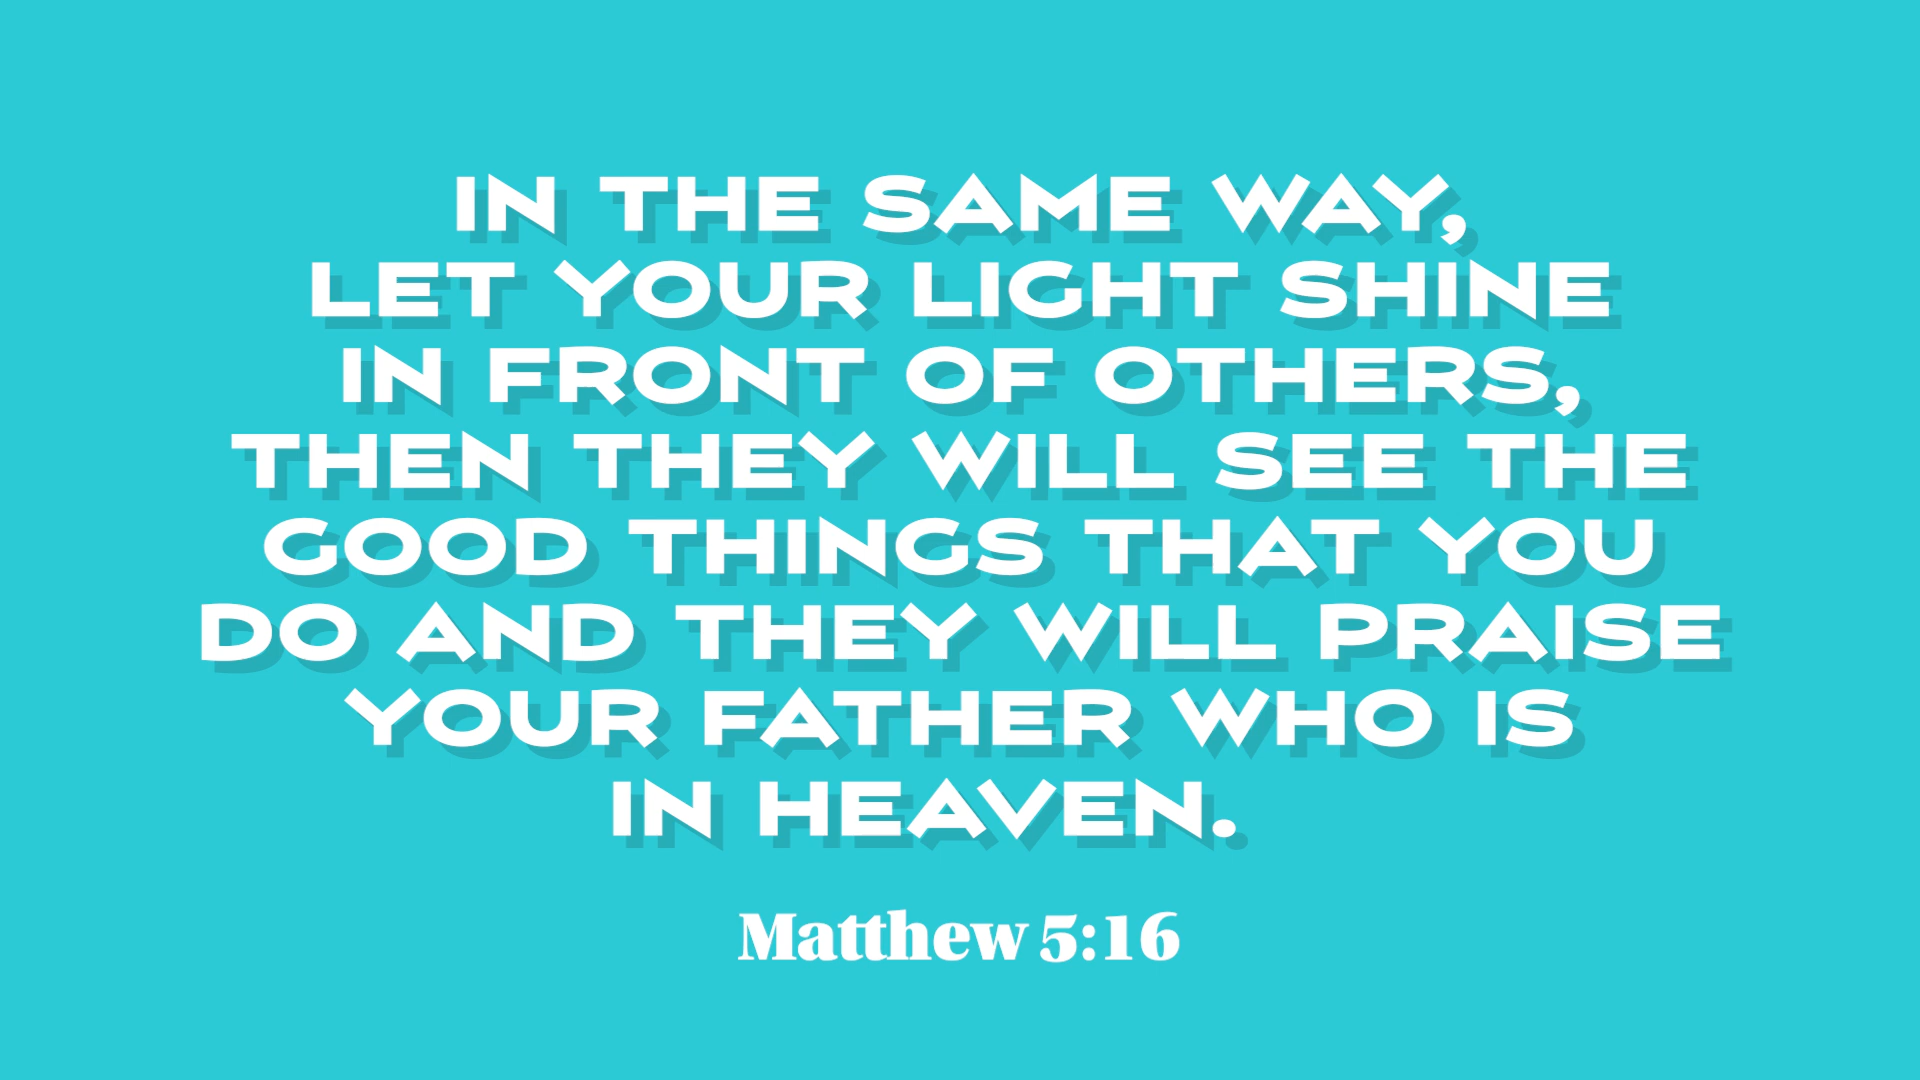 IN THE SAME WAY,
LET YOUR LIGHT SHINE
IN FRONT OF OTHERS,
THEN THEY WILL SEE THE
GOOD THINGS THAT YOU
DO AND THEY WILL PRAISE
YOUR FATHER WHO IS
IN HEAVEN.
Matthew 5:16